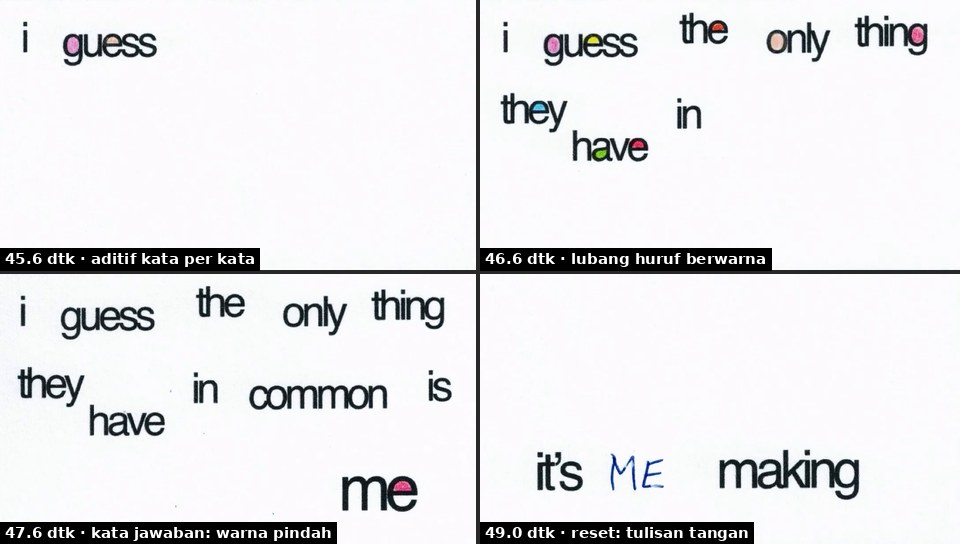 i guess
45.6 dtk · aditif kata per kata
i guess the only thing
they have in
46.6 dtk · lubang huruf berwarna
i guess the only thing
they have in common is
me
47.6 dtk · kata jawaban: warna pindah
it's ME making
49.0 dtk · reset: tulisan tangan